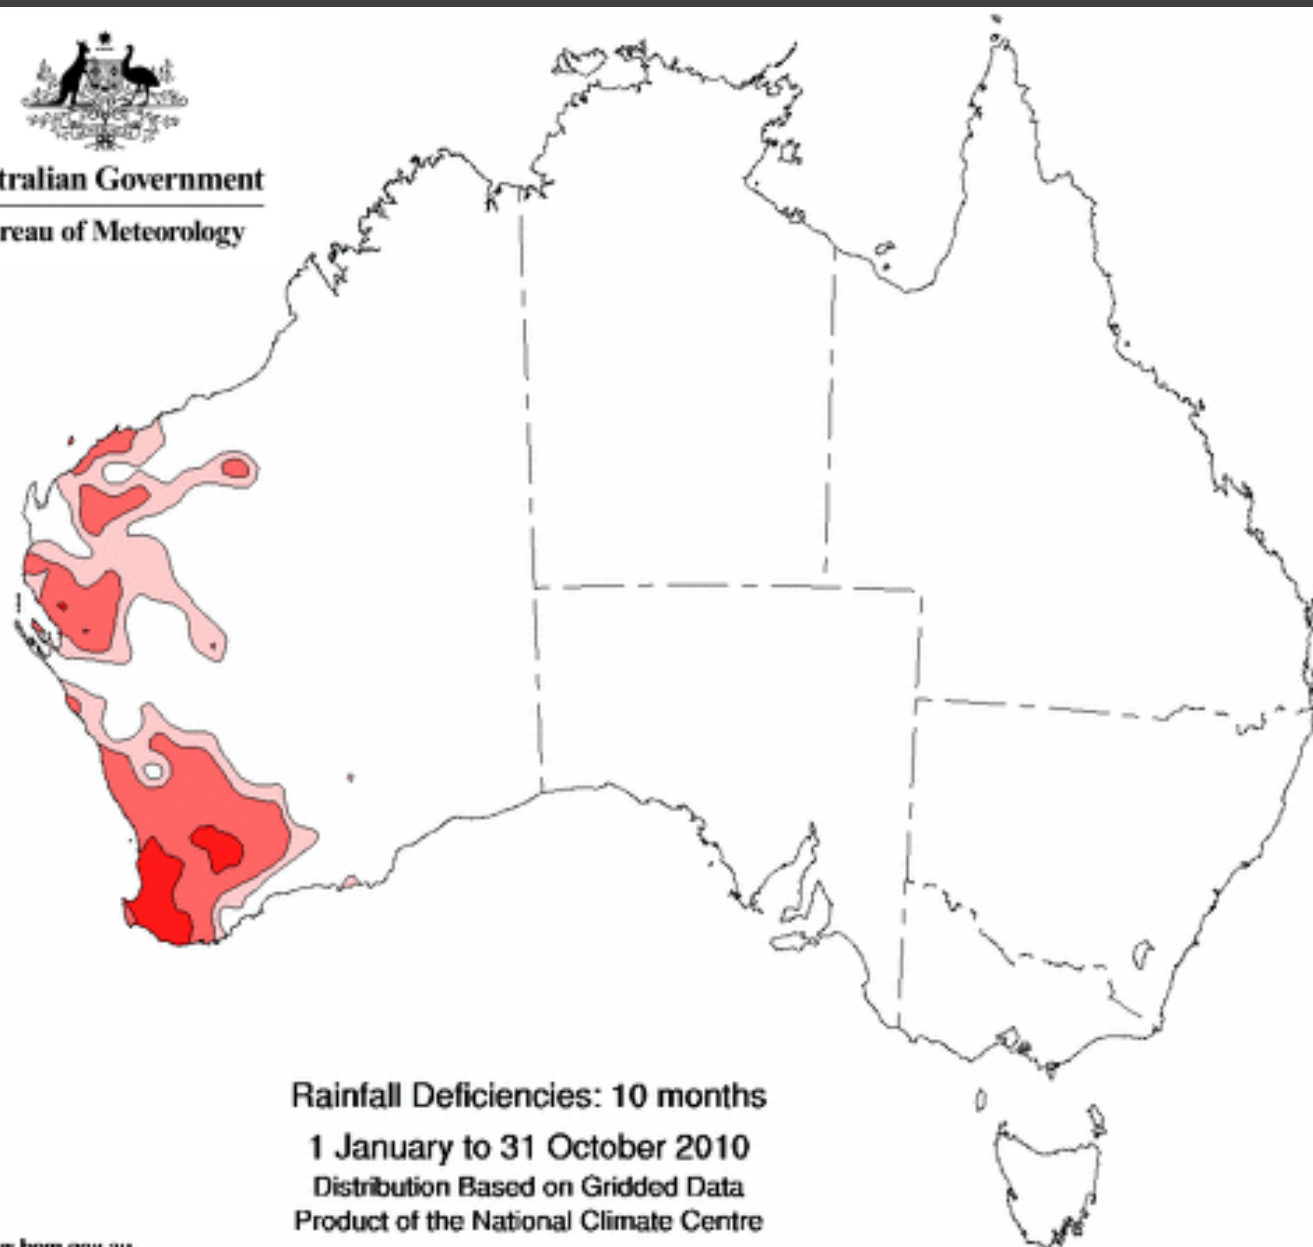 tralian Government
reau of Meteorology
Rainfall Deficiencies: 10 months
1 January to 31 October 2010
Distribution Based on Gridded Data
Product of the National Climate Centre